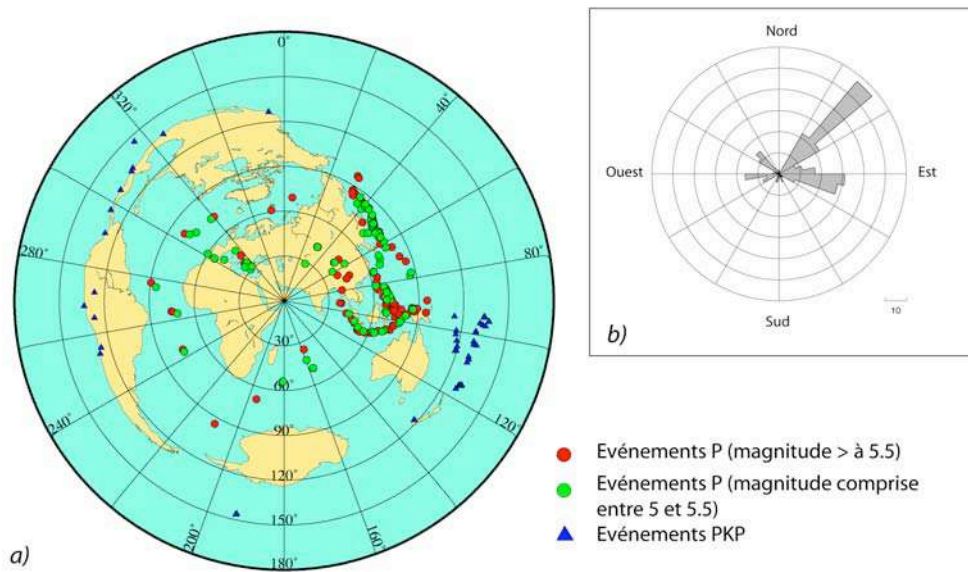 0°
40°
80°
120°
160°
180°
200°
240°
280°
320°
30°
60°
90°
120°
150°
a)
Nord
Ouest
Est
Sud
10
b)
Evénements P (magnitude > à 5.5)
Evénements P (magnitude comprise
entre 5 et 5.5)
Evénements PKP